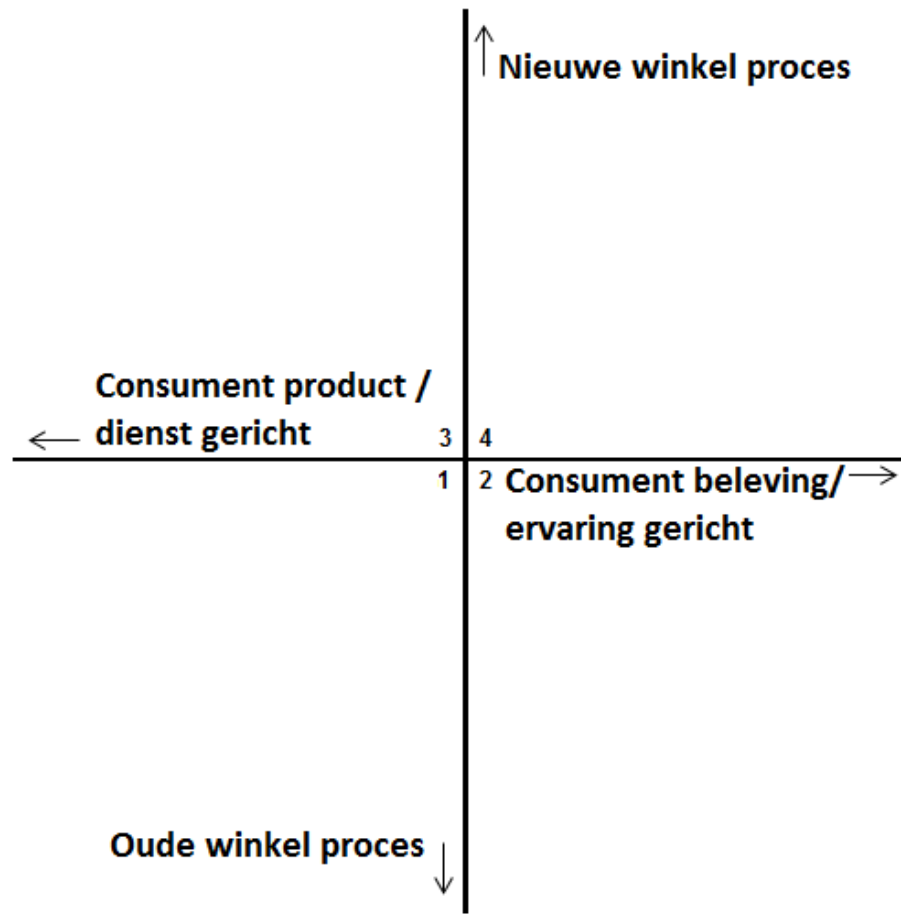 Nieuwe winkel proces
Consument product /
dienst gericht
3 4
1 2
Consument beleving/
ervaring gericht
Oude winkel proces